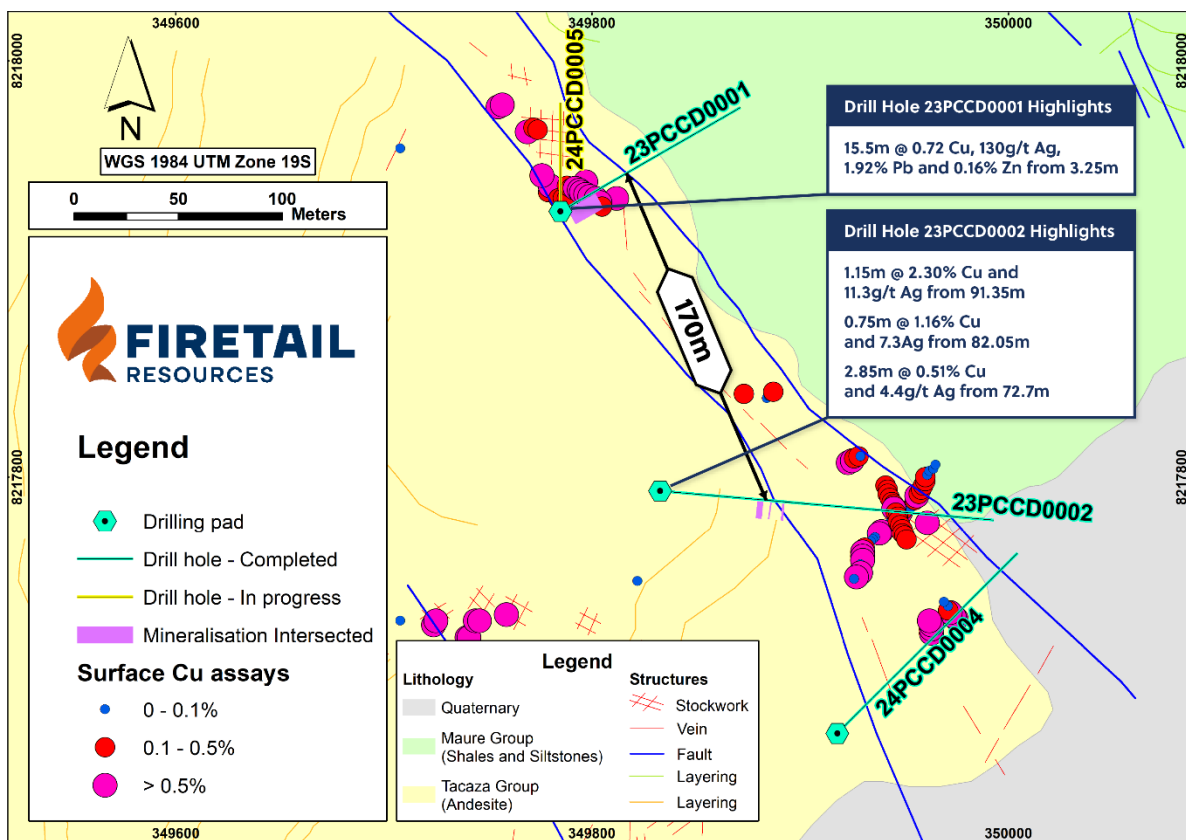 349600
349800
350000
8218000
8218000
N
WGS 1984 UTM Zone 19S
0 50 100
Meters
24PCCD0005
23PCCD0001
Drill Hole 23PCCD0001 Highlights
15.5m @ 0.72 Cu, 130g/t Ag,
1.92% Pb and 0.16% Zn from 3.25m
Drill Hole 23PCCD0002 Highlights
1.15m @ 2.30% Cu and
11.3g/t Ag from 91.35m
0.75m @ 1.16% Cu
and 7.3Ag from 82.05m
2.85m @ 0.51% Cu
and 4.4g/t Ag from 72.7m
170m
FIRETAIL
RESOURCES
8217800
8217800
23PCCD0002
24PCCD0004
Legend
Drilling pad
Drill hole - Completed
Drill hole - In progress
Mineralisation Intersected
Surface Cu assays
0 - 0.1%
0.1 - 0.5%
> 0.5%
Legend
Lithology
Quaternary
Maure Group
(Shales and Siltstones)
Tacaza Group
(Andesite)
Structures
Stockwork
Vein
Fault
Layering
Layering
349600
349800
350000